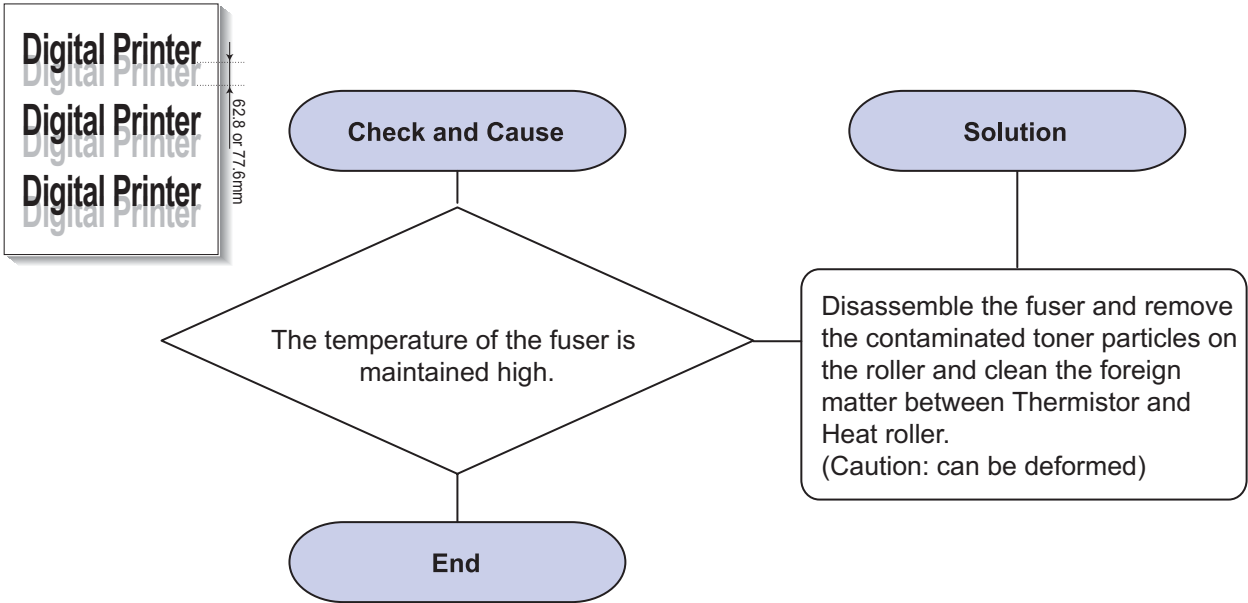 Digital Printer
Digital Printer
Digital Printer
Digital Printer
Digital Printer
Digital Printer
62.8 or 77.6mm
Check and Cause
Solution
The temperature of the fuser is
maintained high.
Disassemble the fuser and remove
the contaminated toner particles on
the roller and clean the foreign
matter between Thermistor and
Heat roller.
(Caution: can be deformed)
End